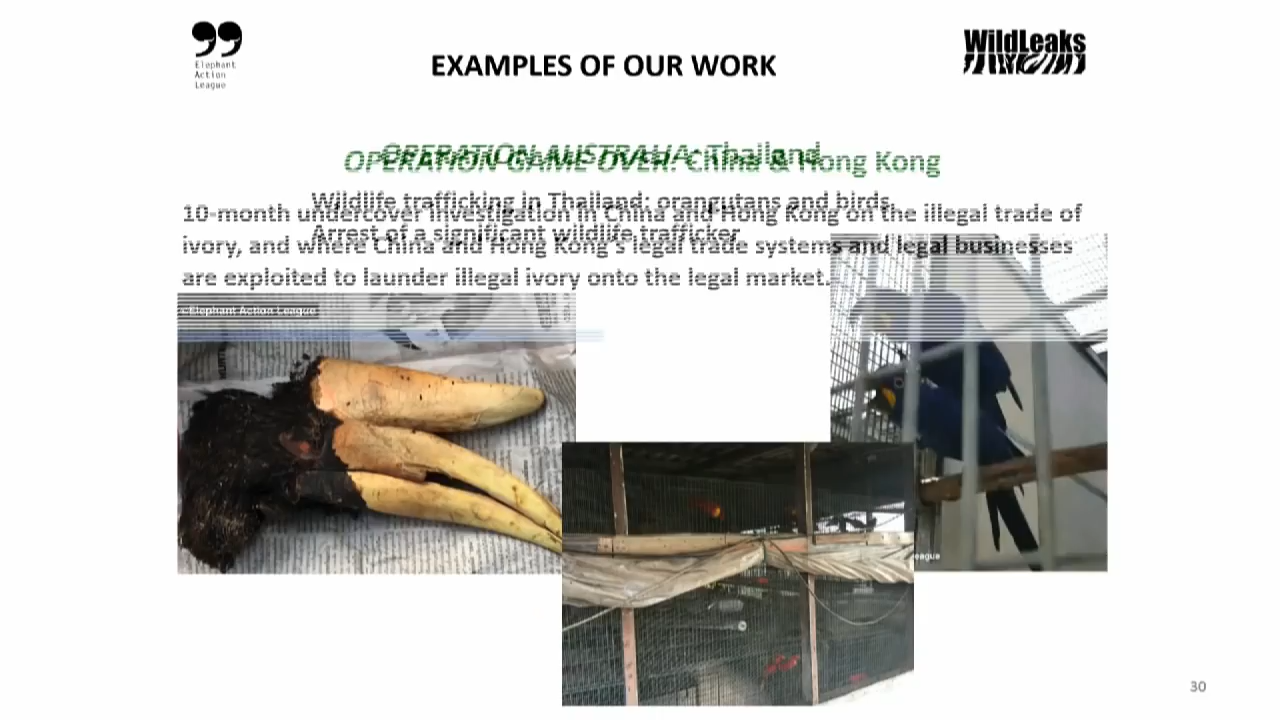 Elephant
Action
League
EXAMPLES OF OUR WORK
WildLeaks
OPERATION AUSTRALIA: Thailand
OPERATION GAME OVER: China & Hong Kong
Wildlife trafficking in Thailand: orangutans and birds
10-month undercover investigation in China and Hong Kong on the illegal trade of
Arrest of a significant wildlife trafficker
ivory, and where China and Hong Kong's legal trade systems and legal businesses
are exploited to launder illegal ivory onto the legal market.
Elephant Action League
eague
30